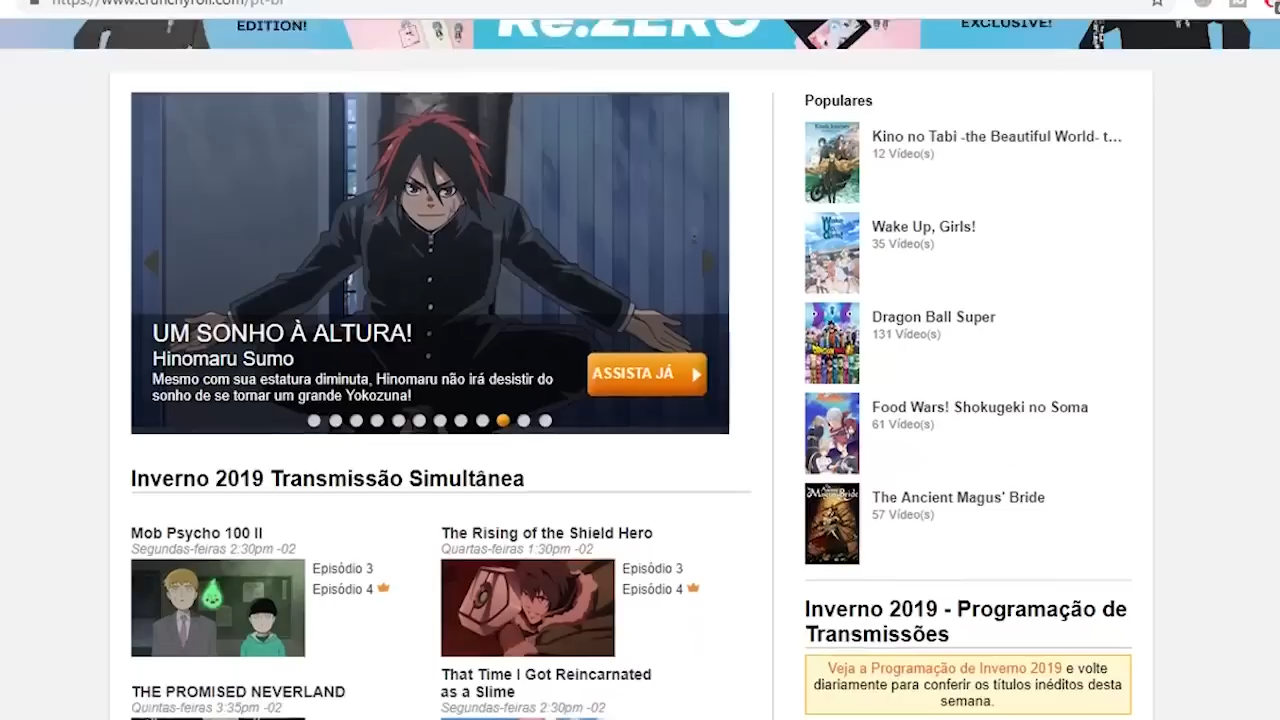 https://www.crunchyroll.com/pt-br
EDITION!
Re:ZERO
EXCLUSIVE!
UM SONHO À ALTURA!
Hinomaru Sumo
Mesmo com sua estatura diminuta, Hinomaru não irá desistir do
sonho de se tornar um grande Yokozuna!
ASSISTA JÁ
Populares
Kino no Tabi -the Beautiful World- t...
12 Vídeo(s)
Wake Up, Girls!
35 Vídeo(s)
Dragon Ball Super
131 Vídeo(s)
Food Wars! Shokugeki no Soma
61 Vídeo(s)
The Ancient Magus' Bride
57 Vídeo(s)
Inverno 2019 Transmissão Simultânea
Mob Psycho 100 II
Segundas-feiras 2:30pm -02
Episódio 3
Episódio 4
The Rising of the Shield Hero
Quartas-feiras 1:30pm -02
Episódio 3
Episódio 4
THE PROMISED NEVERLAND
Quintas-feiras 3:35pm -02
That Time I Got Reincarnated
as a Slime
Segundas-feiras 2:30pm -02
Inverno 2019 - Programação de
Transmissões
Veja a Programação de Inverno 2019 e volte
diariamente para conferir os títulos inéditos desta
semana.